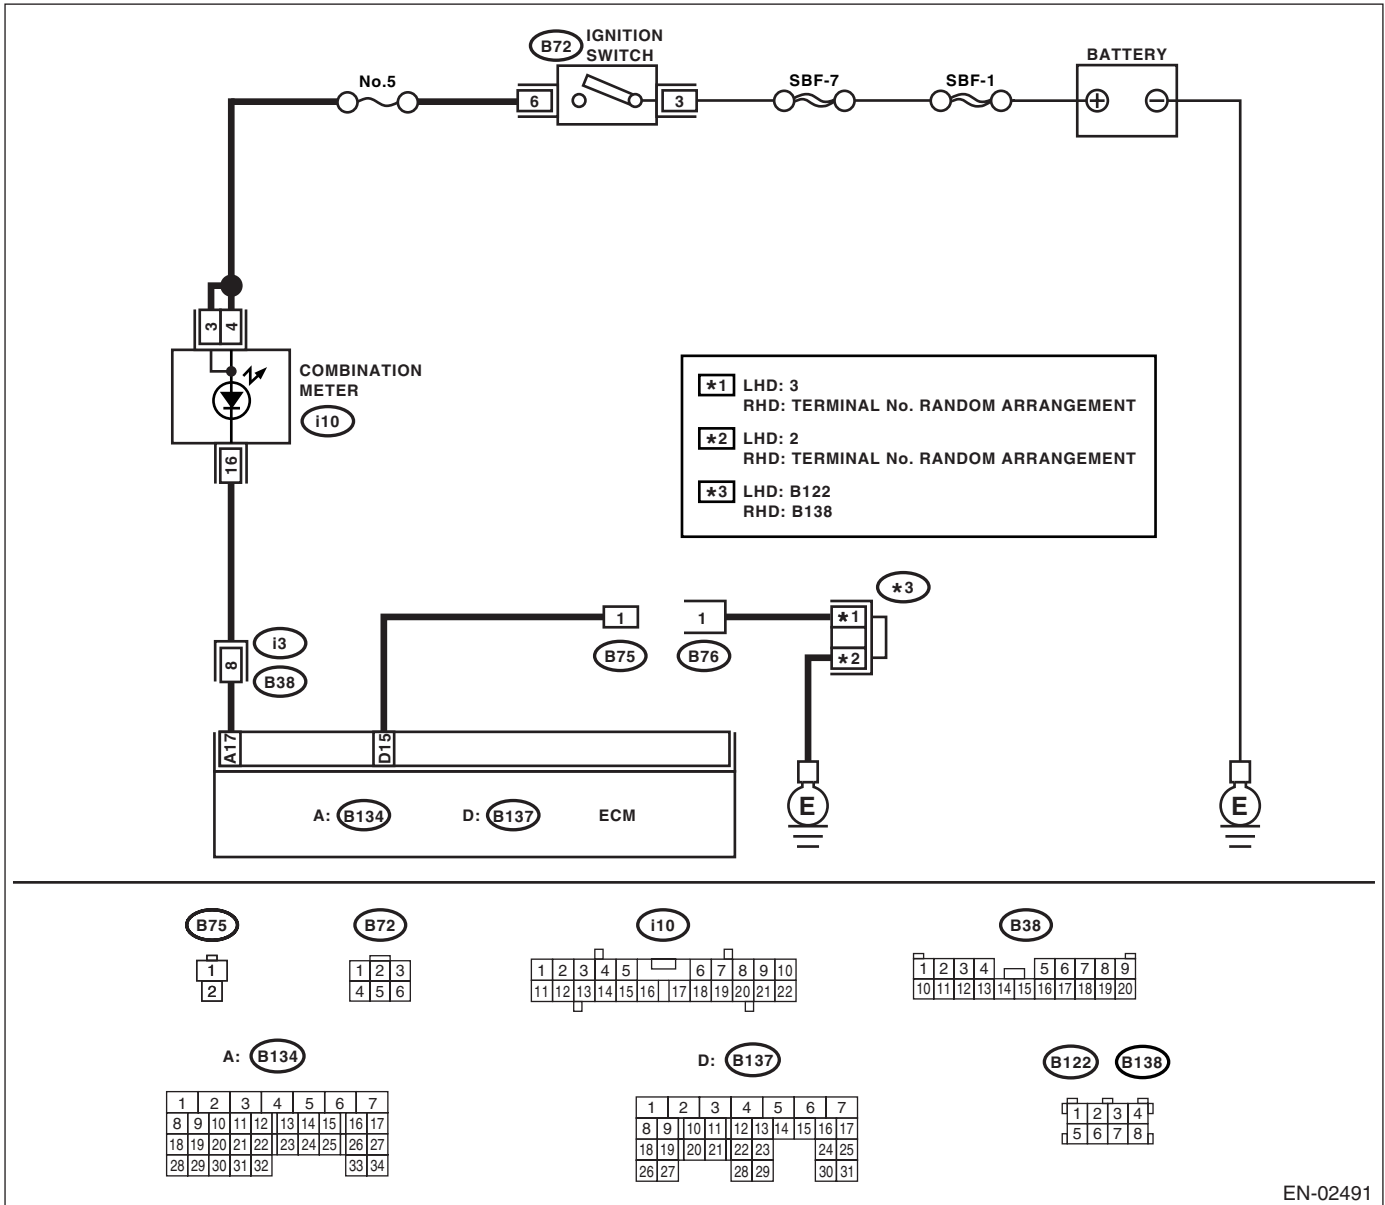 B72
IGNITION
SWITCH
BATTERY
No.5
SBF-7
SBF-1
6
3
3
4
COMBINATION
METER
i10
16
*1 LHD: 3
RHD: TERMINAL No. RANDOM ARRANGEMENT
*2 LHD: 2
RHD: TERMINAL No. RANDOM ARRANGEMENT
*3 LHD: B122
RHD: B138
*3
1
1
*1
B75
B76
*2
i3
8
B38
A17
D15
A: B134
D: B137
ECM
E
E
B75
B72
i10
B38
1
2
1 2 3
4 5 6
1 2 3 4 5 6 7 8 9 10
11 12 13 14 15 16 17 18 19 20 21 22
1 2 3 4 5 6 7 8 9
10 11 12 13 14 15 16 17 18 19 20
A: B134
D: B137
B122
B138
1 2 3 4 5 6 7
8 9 10 11 12 13 14 15 16 17
18 19 20 21 22 23 24 25 26 27
28 29 30 31 32 33 34
1 2 3 4 5 6 7
8 9 10 11 12 13 14 15 16 17
18 19 20 21 22 23 24 25
26 27 28 29 30 31
1 2 3 4
5 6 7 8
EN-02491